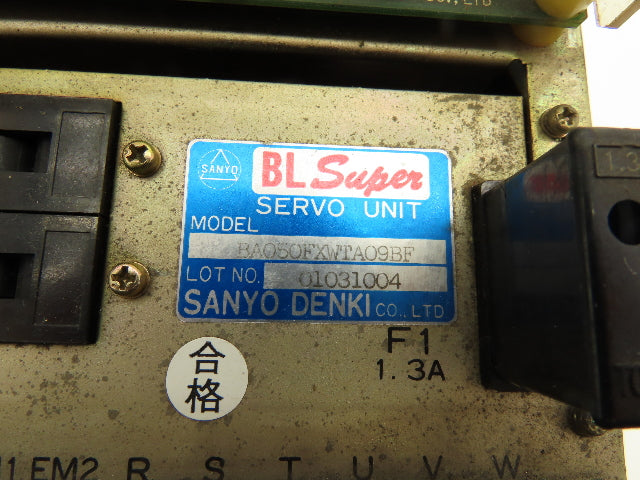 SANYO
BL Super
SERVO UNIT
MODEL
BA050FXWTA09BF
LOT NO. 01031004
SANYO DENKI CO., LTD
F1
1.3A
合格
EM2 R S T U V W